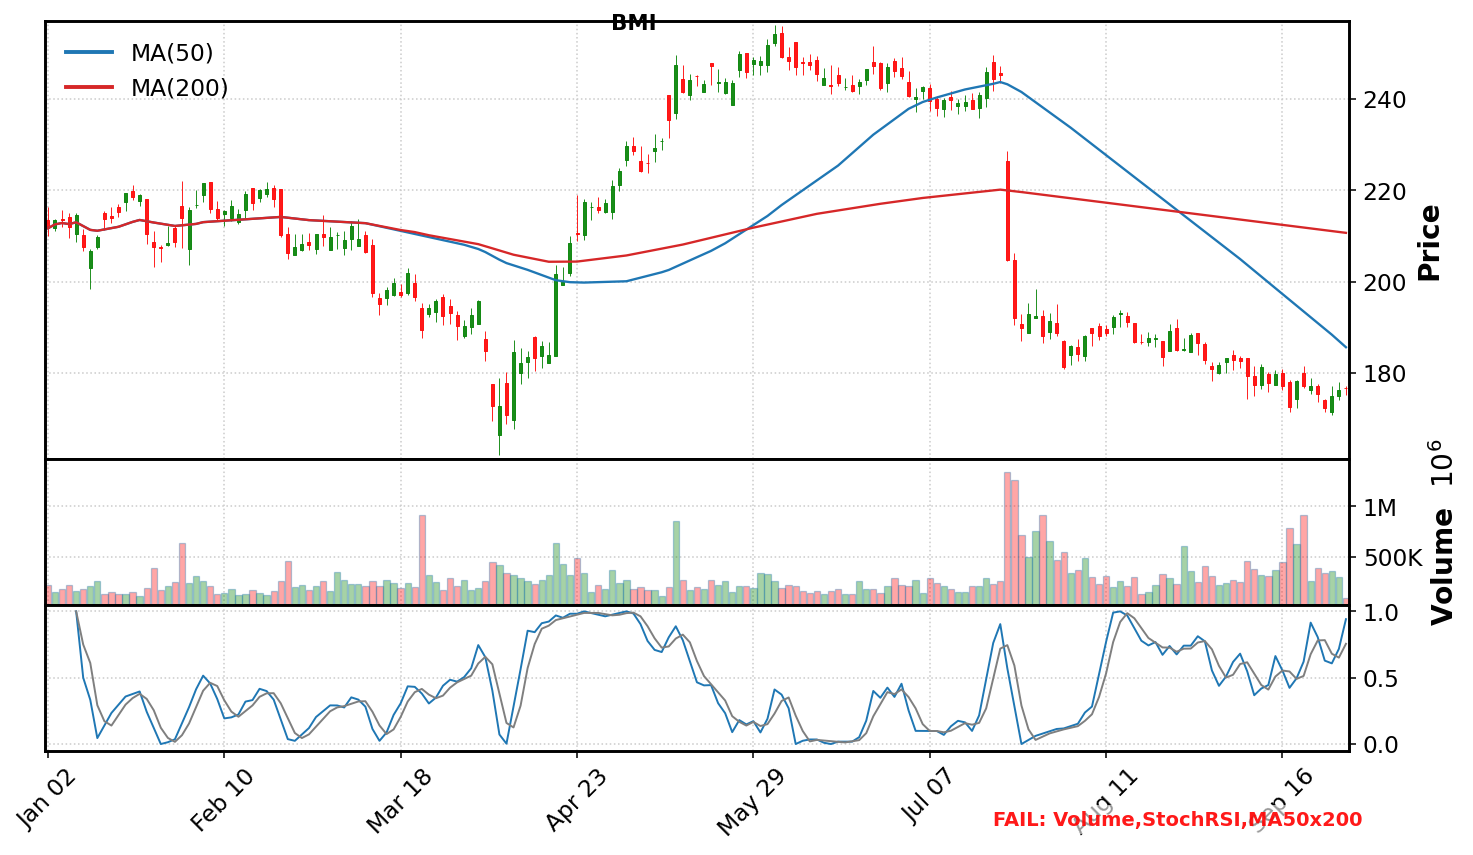 BMI
MA(50)
MA(200)
240
220
200
180
Price
10⁶
1M
500K
Volume
1.0
0.5
0.0
Jan 02
Feb 10
Mar 18
Apr 23
May 29
Jul 07
Aug 11
Sep 16
FAIL: Volume,StochRSI,MA50x200